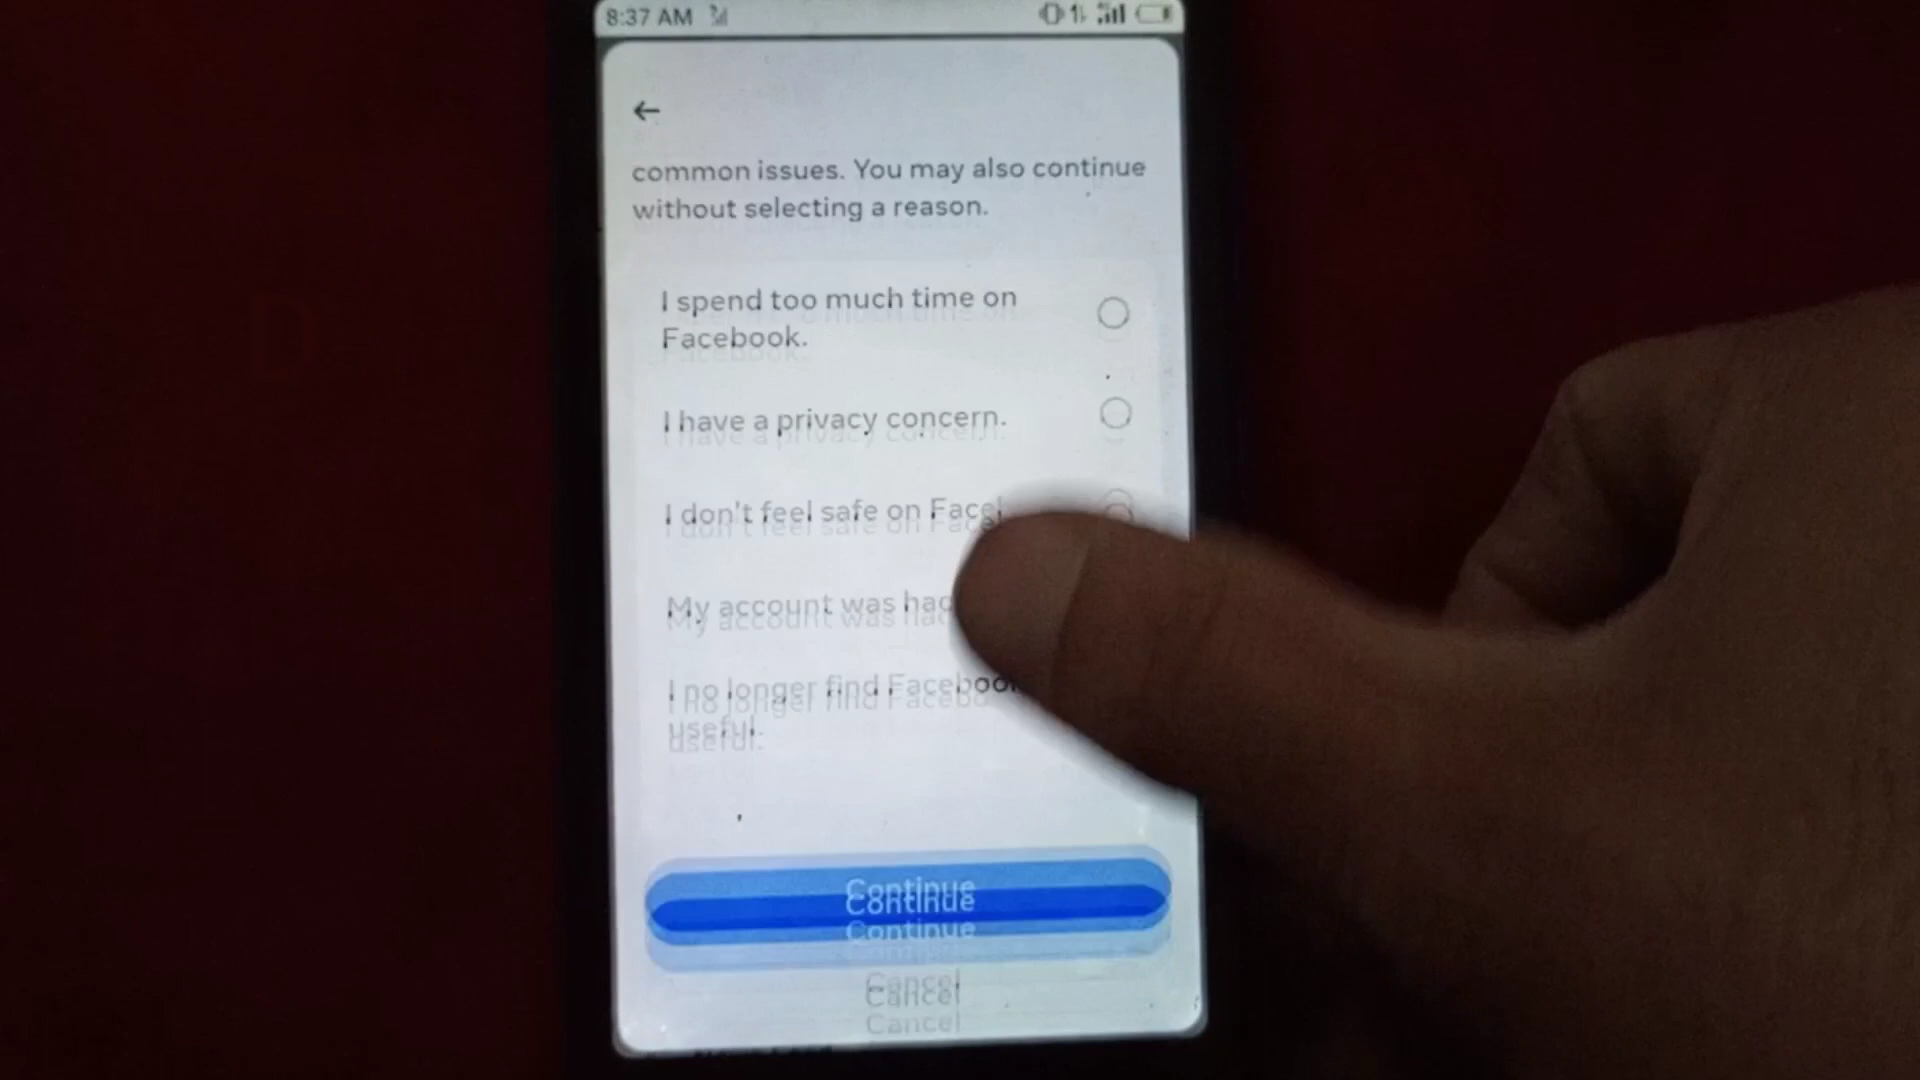 8:37 AM
common issues. You may also continue
without selecting a reason.
I spend too much time on
Facebook.
I have a privacy concern.
I don't feel safe on
My account was
I no longer find
useful.
Continue
Cancel